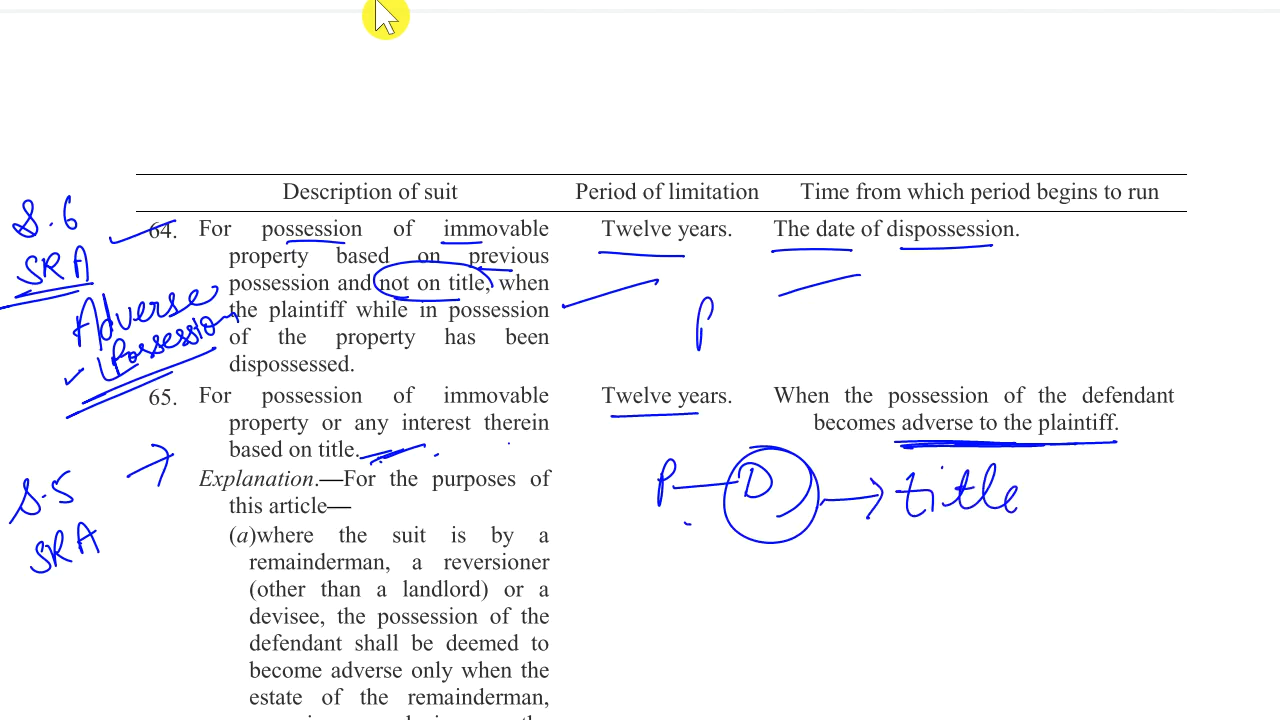 Description of suit Period of limitation Time from which period begins to run
S.6
SRA
64. For possession of immovable Twelve years. The date of dispossession.
property based on previous
possession and not on title, when
the plaintiff while in possession
of the property has been
dispossessed.
Adverse
Possession
P
65. For possession of immovable Twelve years. When the possession of the defendant
property or any interest therein becomes adverse to the plaintiff.
based on title.
S.5
SRA
P D title
Explanation.—For the purposes of
this article—
(a)where the suit is by a
remainderman, a reversioner
(other than a landlord) or a
devisee, the possession of the
defendant shall be deemed to
become adverse only when the
estate of the remainderman,